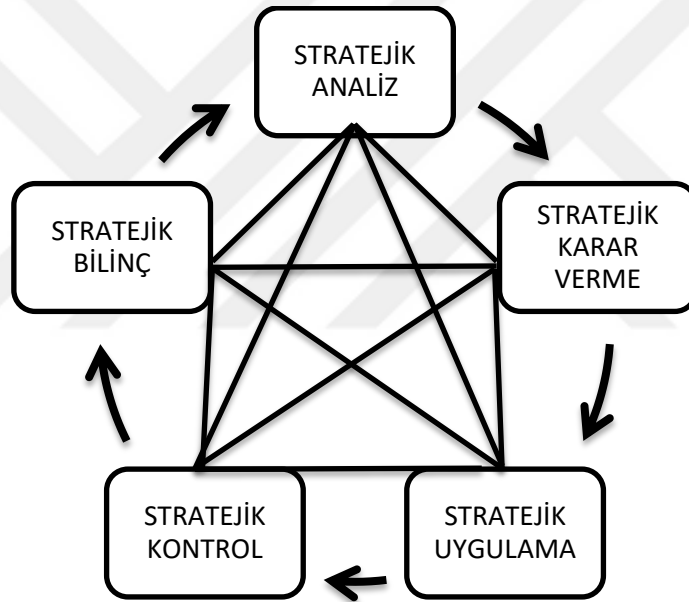 STRATEJİK
ANALİZ
STRATEJİK
BİLİNÇ
STRATEJİK
KARAR
VERME
STRATEJİK
KONTROL
STRATEJİK
UYGULAMA